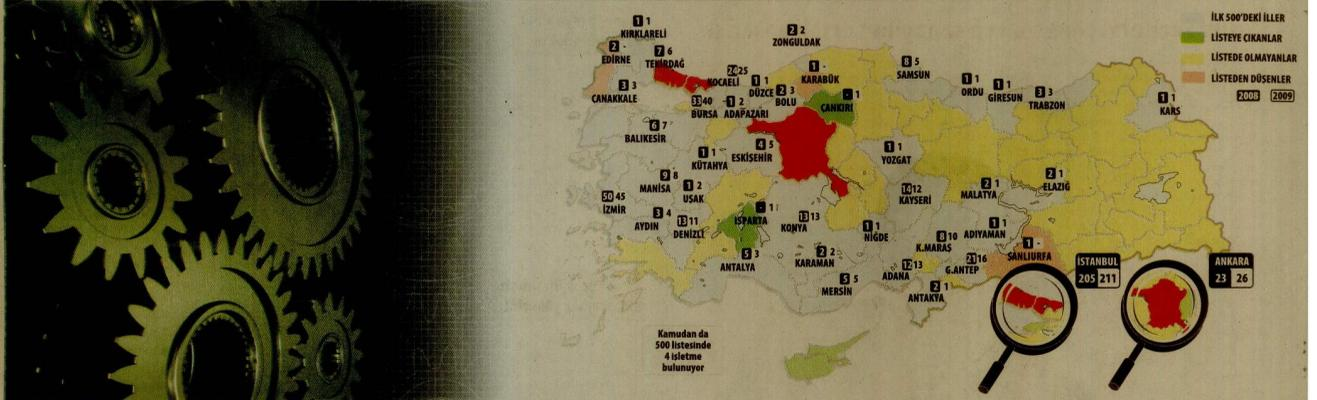 İLK 500'DEKİ İLLER
LİSTEYE ÇIKANLAR
LİSTEDE OLMAYANLAR
LİSTEDEN DÜŞENLER
2008 2009
1 1
KIRKLARELİ
2 -
EDİRNE
7 6
TEKİRDAĞ
3 3
ÇANAKKALE
24 25
KOCAELİ
1 1
DÜZCE
2 3
BOLU
2 2
ZONGULDAK
1 -
KARABÜK
- 1
ÇANKIRI
8 5
SAMSUN
1 1
ORDU
1 1
GİRESUN
3 3
TRABZON
1 1
KARS
33 40
BURSA
1 2
ADAPAZARI
6 7
BALIKESİR
1 1
KÜTAHYA
4 5
ESKİŞEHİR
1 1
YOZGAT
9 8
MANİSA
1 2
UŞAK
50 45
İZMİR
3 4
AYDIN
13 11
DENİZLİ
- 1
ISPARTA
13 13
KONYA
14 12
KAYSERİ
2 1
MALATYA
2 1
ELAZIĞ
1 1
NİĞDE
8 10
K.MARAŞ
1 1
ADIYAMAN
1 -
ŞANLIURFA
5 3
ANTALYA
2 2
KARAMAN
5 5
MERSİN
12 13
ADANA
21 16
G.ANTEP
2 1
ANTAKYA
İSTANBUL
205 211
ANKARA
23 26
Kamudan da
500 listesinde
4 işletme
bulunuyor